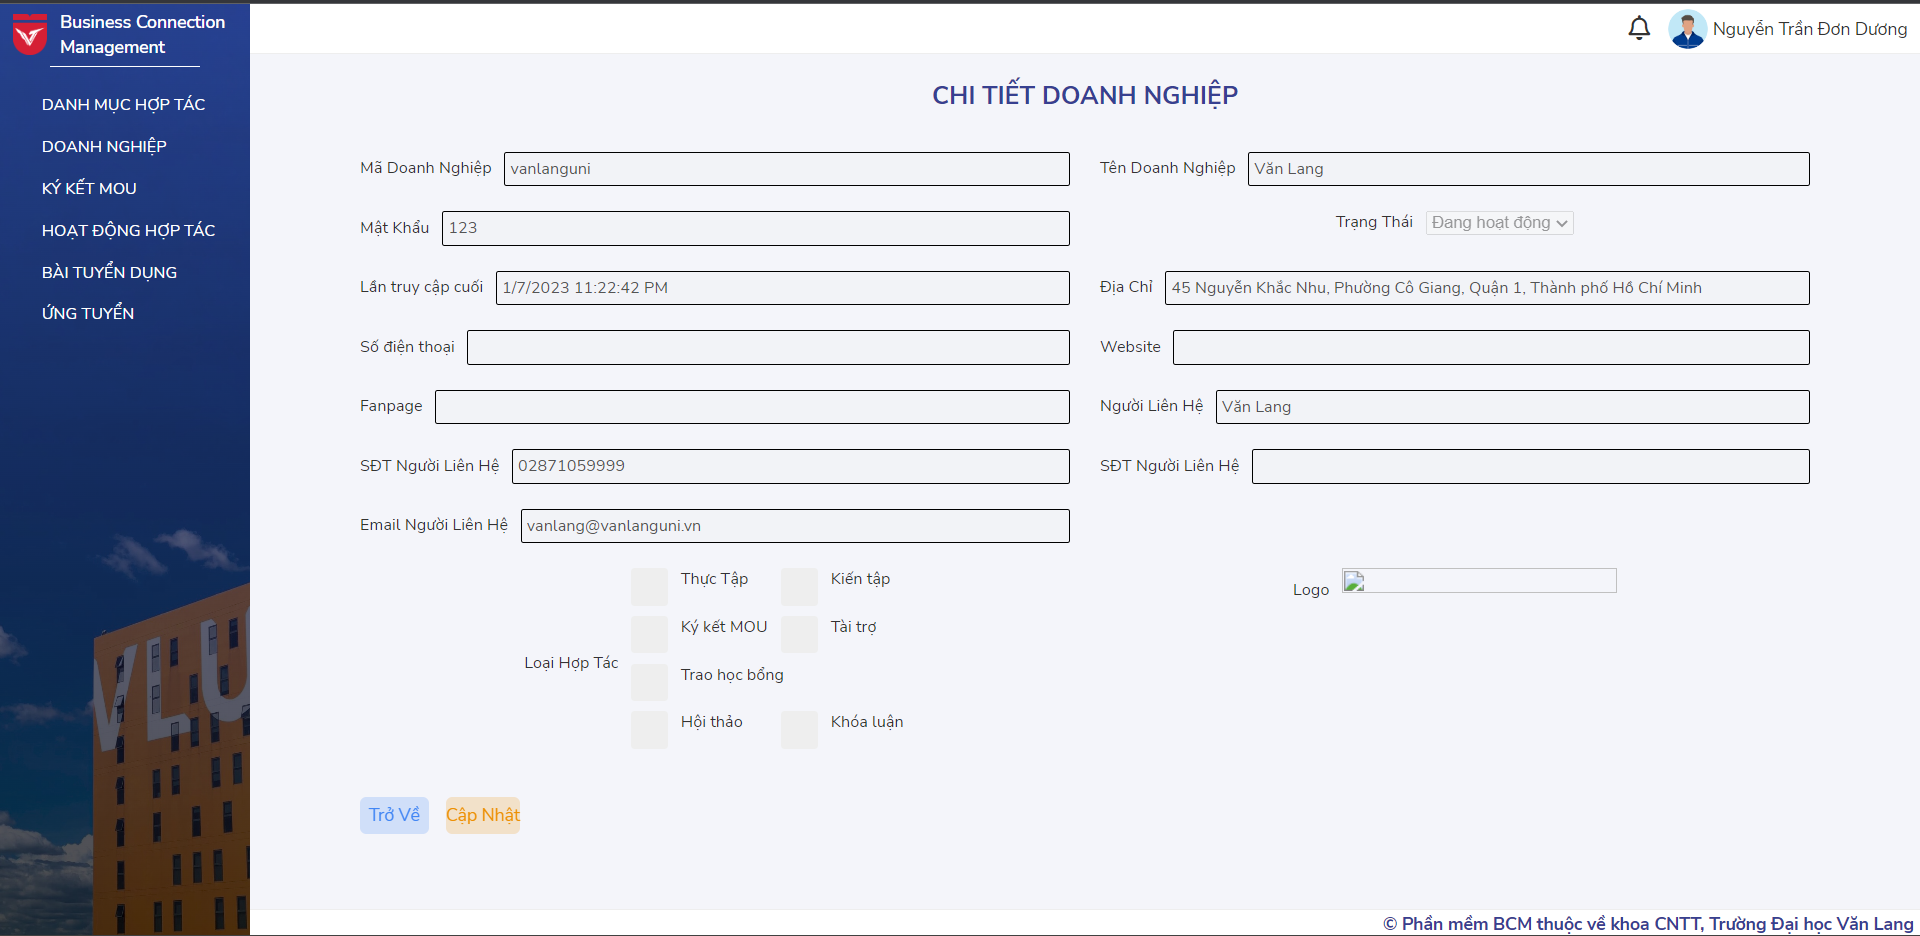 Business Connection
Management
Nguyễn Trần Đơn Dương
DANH MỤC HỢP TÁC
DOANH NGHIỆP
KÝ KẾT MOU
HOẠT ĐỘNG HỢP TÁC
BÀI TUYỂN DỤNG
ỨNG TUYỂN
CHI TIẾT DOANH NGHIỆP
Mã Doanh Nghiệp vanlanguni
Tên Doanh Nghiệp Văn Lang
Mật Khẩu 123
Trạng Thái Đang hoạt động
Lần truy cập cuối 1/7/2023 11:22:42 PM
Địa Chỉ 45 Nguyễn Khắc Nhu, Phường Cô Giang, Quận 1, Thành phố Hồ Chí Minh
Số điện thoại
Website
Fanpage
Người Liên Hệ Văn Lang
SĐT Người Liên Hệ 02871059999
SĐT Người Liên Hệ
Email Người Liên Hệ vanlang@vanlanguni.vn
Loại Hợp Tác
Thực Tập Kiến tập
Ký kết MOU Tài trợ
Trao học bổng
Hội thảo Khóa luận
Logo
Trở Về Cập Nhật
VLU
© Phần mềm BCM thuộc về khoa CNTT, Trường Đại học Văn Lang